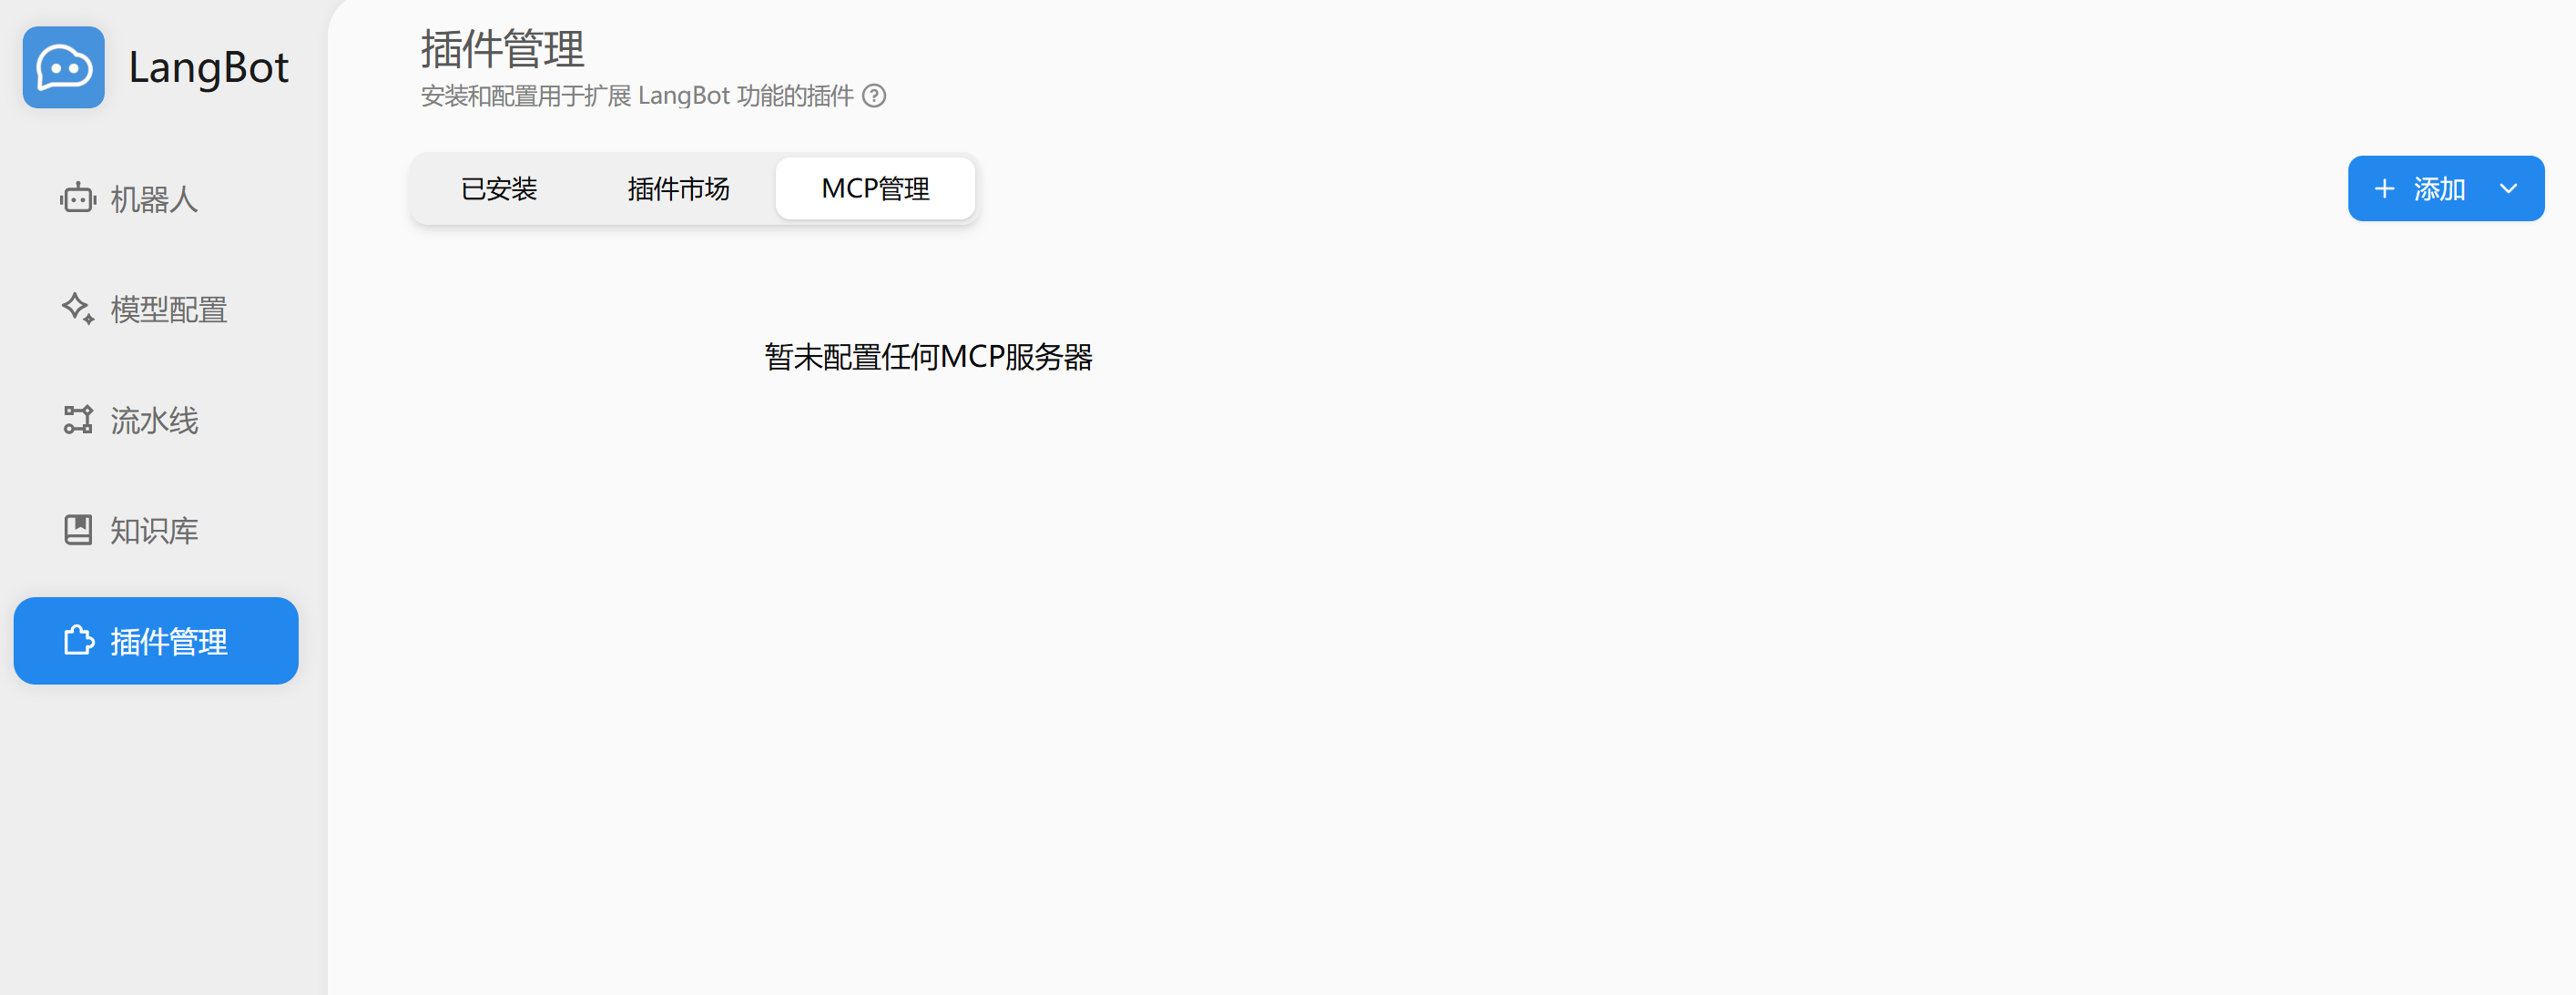 LangBot
机器人
模型配置
流水线
知识库
插件管理
插件管理
安装和配置用于扩展 LangBot 功能的插件
已安装
插件市场
MCP管理
添加
暂未配置任何MCP服务器